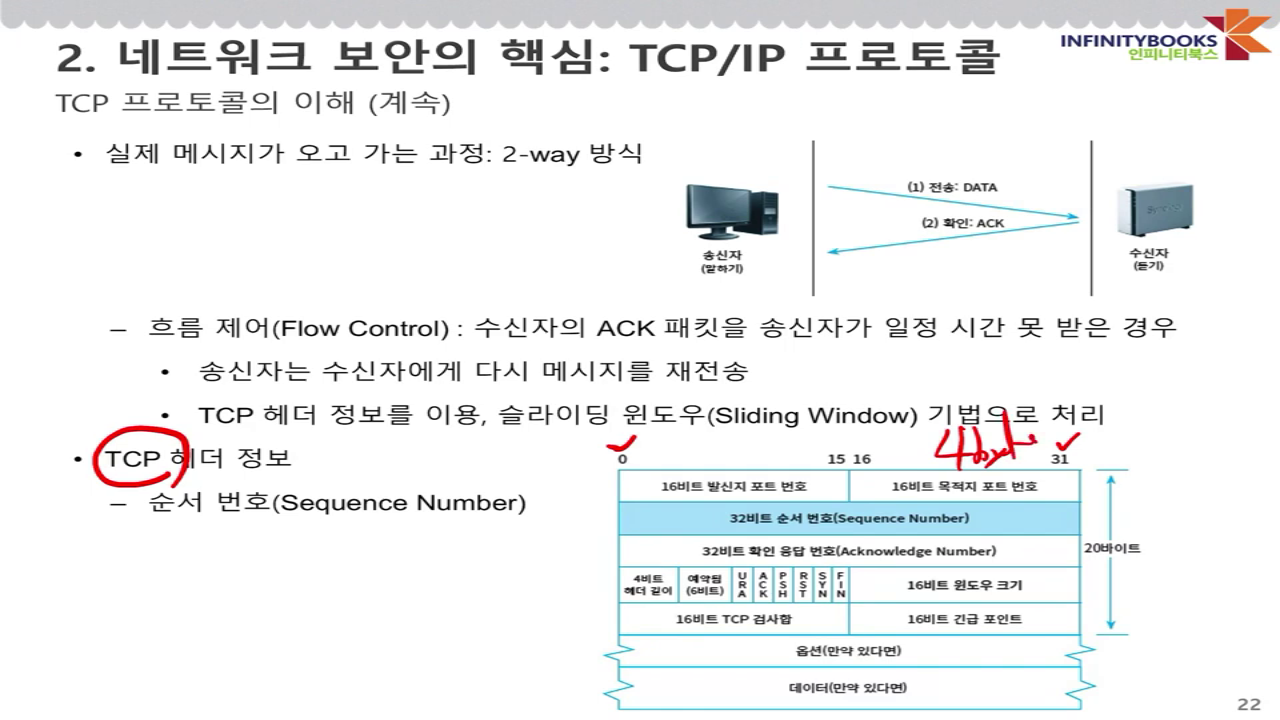 INFINITYBOOKS
인피니티북스
2. 네트워크 보안의 핵심: TCP/IP 프로토콜
TCP 프로토콜의 이해 (계속)
• 실제 메시지가 오고 가는 과정: 2-way 방식
(1) 전송: DATA
(2) 확인: ACK
송신자
(말하기)
수신자
(듣기)
– 흐름 제어(Flow Control) : 수신자의 ACK 패킷을 송신자가 일정 시간 못 받은 경우
• 송신자는 수신자에게 다시 메시지를 재전송
• TCP 헤더 정보를 이용, 슬라이딩 윈도우(Sliding Window) 기법으로 처리
• TCP 헤더 정보
– 순서 번호(Sequence Number)
4byte
0 15 16 31
16비트 발신지 포트 번호 16비트 목적지 포트 번호
32비트 순서 번호(Sequence Number)
32비트 확인 응답 번호(Acknowledge Number)
20바이트
4비트 헤더 길이 예약됨 (6비트) URA ACK PSH RST SYN FIN 16비트 윈도우 크기
16비트 TCP 검사합 16비트 긴급 포인트
옵션(만약 있다면)
데이터(만약 있다면)
22